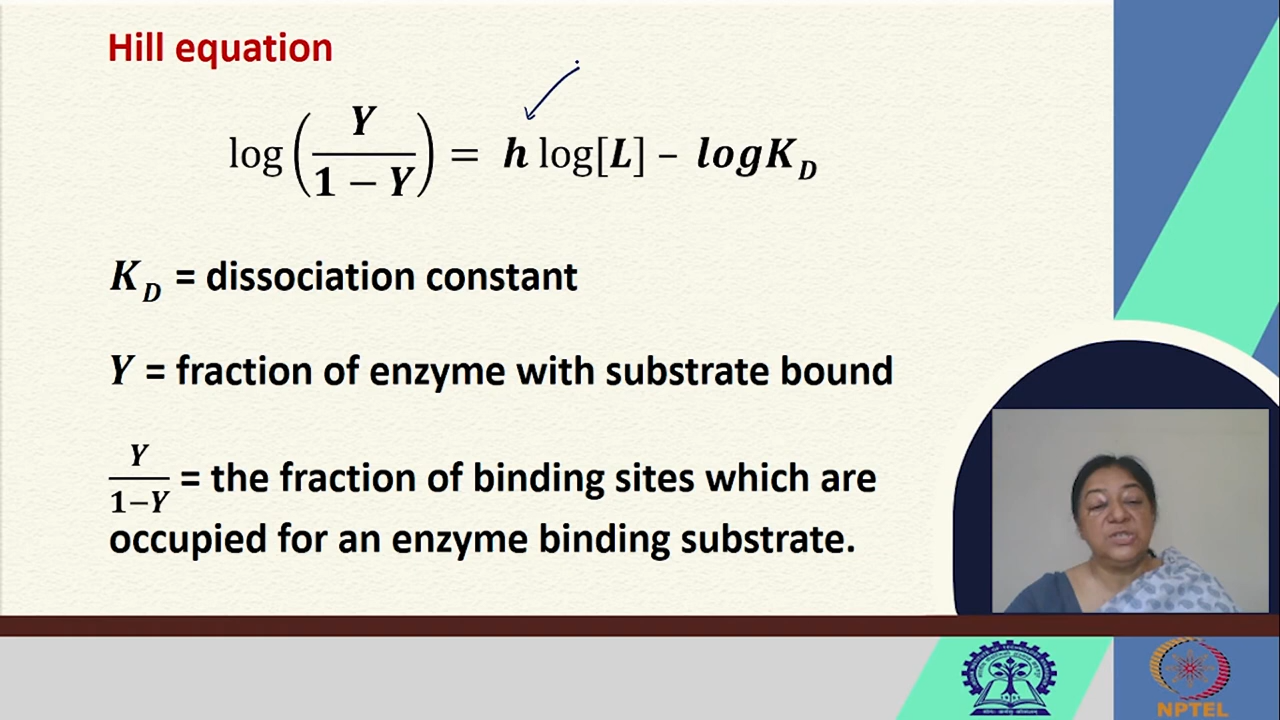 Hill equation
log(Y/(1 − Y)) = h log[L] − logK_D
K_D = dissociation constant
Y = fraction of enzyme with substrate bound
Y/(1−Y) = the fraction of binding sites which are
occupied for an enzyme binding substrate.
NPTEL